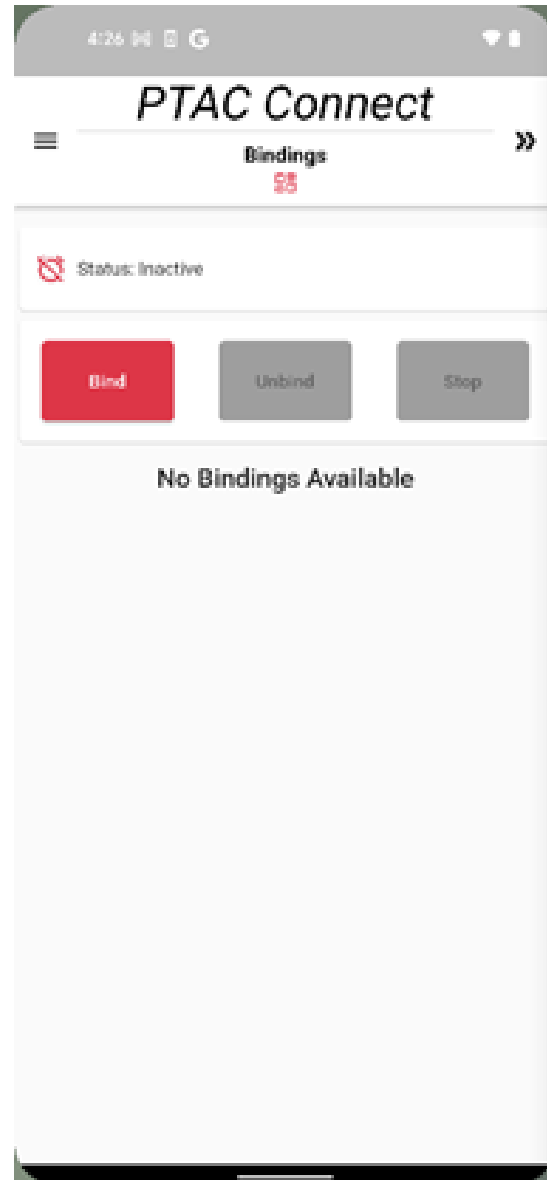 4:26 G
PTAC Connect
Bindings
Status: Inactive
Bind Unbind Stop
No Bindings Available